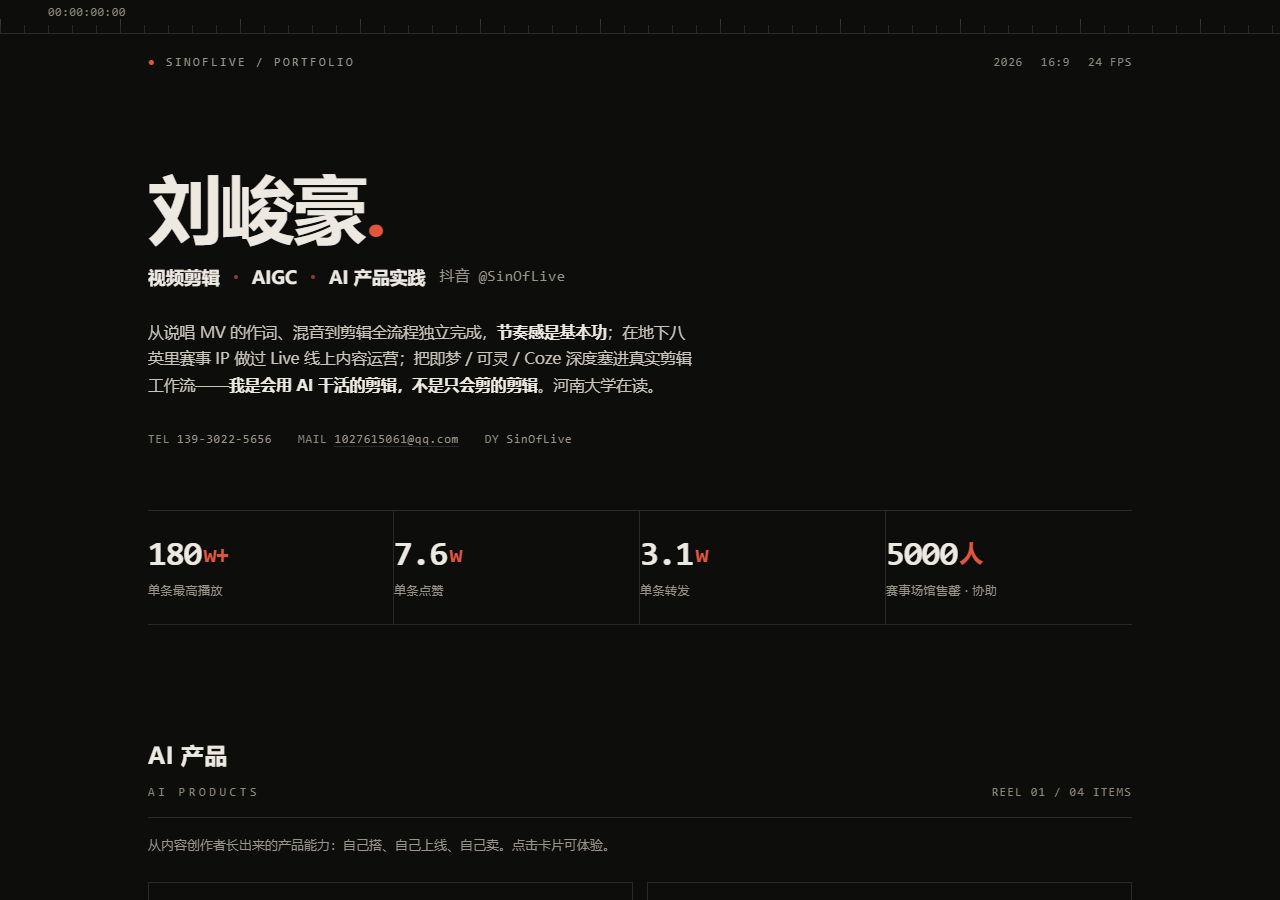 00:00:00:00
● SINOFLIVE / PORTFOLIO 2026 16:9 24 FPS
刘峻豪.
视频剪辑 · AIGC · AI 产品实践 抖音 @SinOfLive
从说唱 MV 的作词、混音到剪辑全流程独立完成，节奏感是基本功；在地下八
英里赛事 IP 做过 Live 线上内容运营；把即梦 / 可灵 / Coze 深度塞进真实剪辑
工作流——我是会用 AI 干活的剪辑，不是只会剪的剪辑。河南大学在读。
TEL 139-3022-5656 MAIL 1027615061@qq.com DY SinOfLive
180w+ 7.6w 3.1w 5000人
单条最高播放 单条点赞 单条转发 赛事场馆售罄 · 协助
AI 产品
AI PRODUCTS REEL 01 / 04 ITEMS
从内容创作者长出来的产品能力：自己搭、自己上线、自己卖。点击卡片可体验。